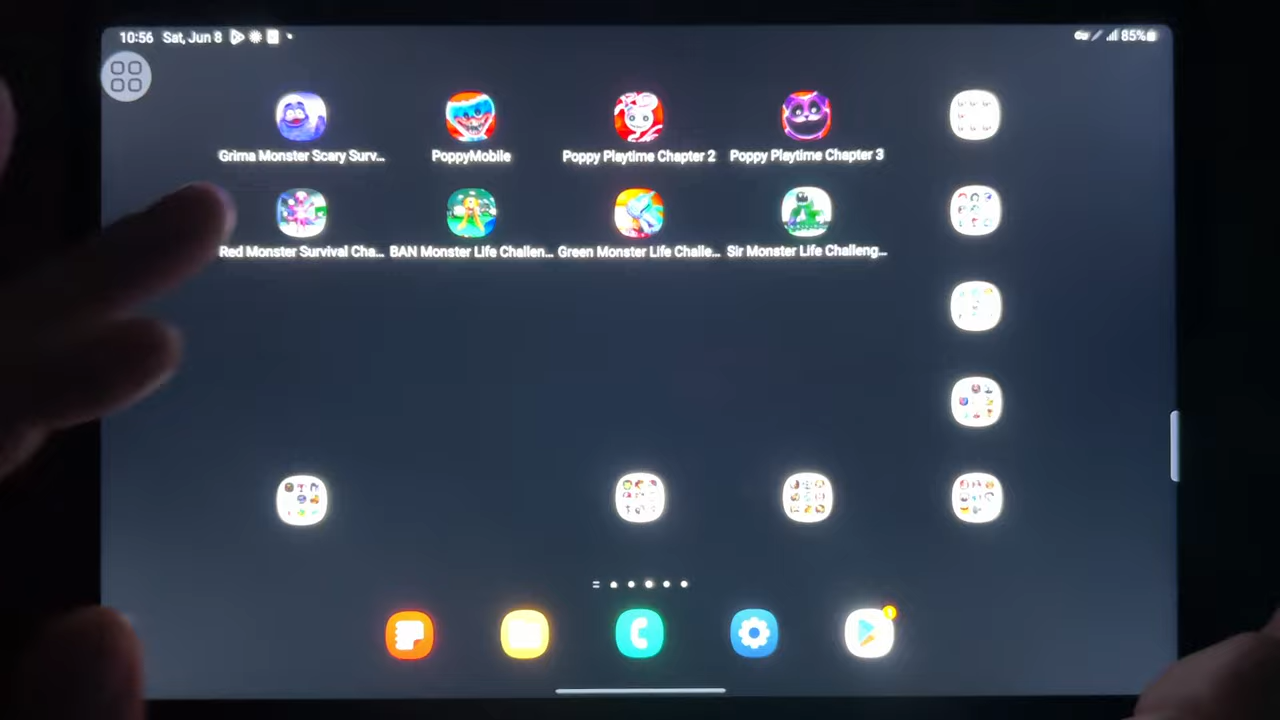 10:56 Sat, Jun 8 85%
Grima Monster Scary Surv...
PoppyMobile
Poppy Playtime Chapter 2
Poppy Playtime Chapter 3
Red Monster Survival Cha...
BAN Monster Life Challen...
Green Monster Life Challe...
Sir Monster Life Challeng...